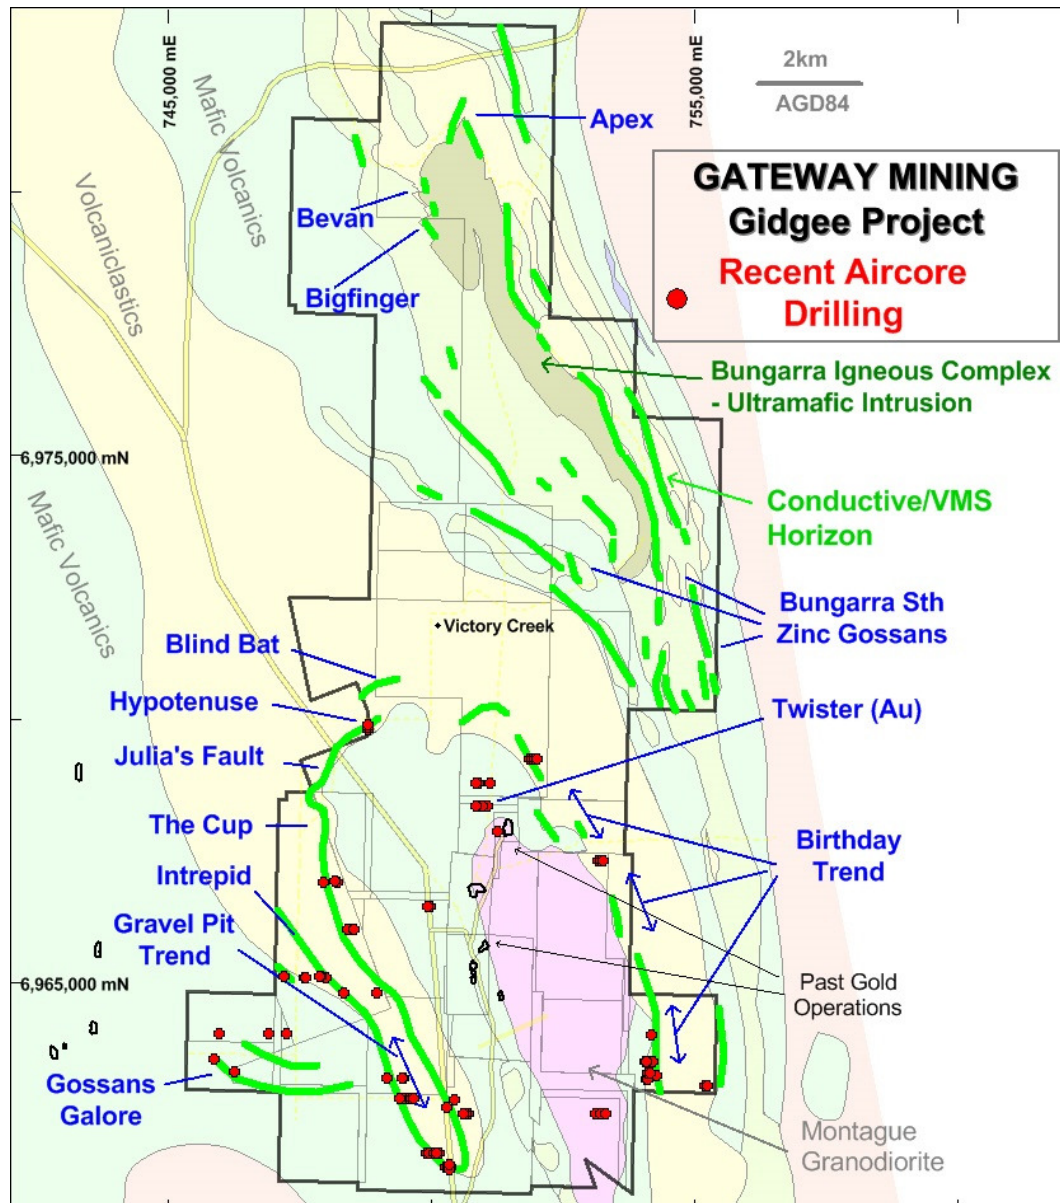 745,000 mE
755,000 mE
2km
AGD84
GATEWAY MINING
Gidgee Project
Recent Aircore
Drilling
Mafic Volcanics
Volcaniclastics
Apex
Bevan
Bigfinger
Bungarra Igneous Complex
- Ultramafic Intrusion
6,975,000 mN
Conductive/VMS
Horizon
Mafic Volcanics
Bungarra Sth
Zinc Gossans
Victory Creek
Blind Bat
Hypotenuse
Twister (Au)
Julia's Fault
The Cup
Birthday
Trend
Intrepid
Gravel Pit
Trend
6,965,000 mN
Past Gold
Operations
Gossans
Galore
Montague
Granodiorite